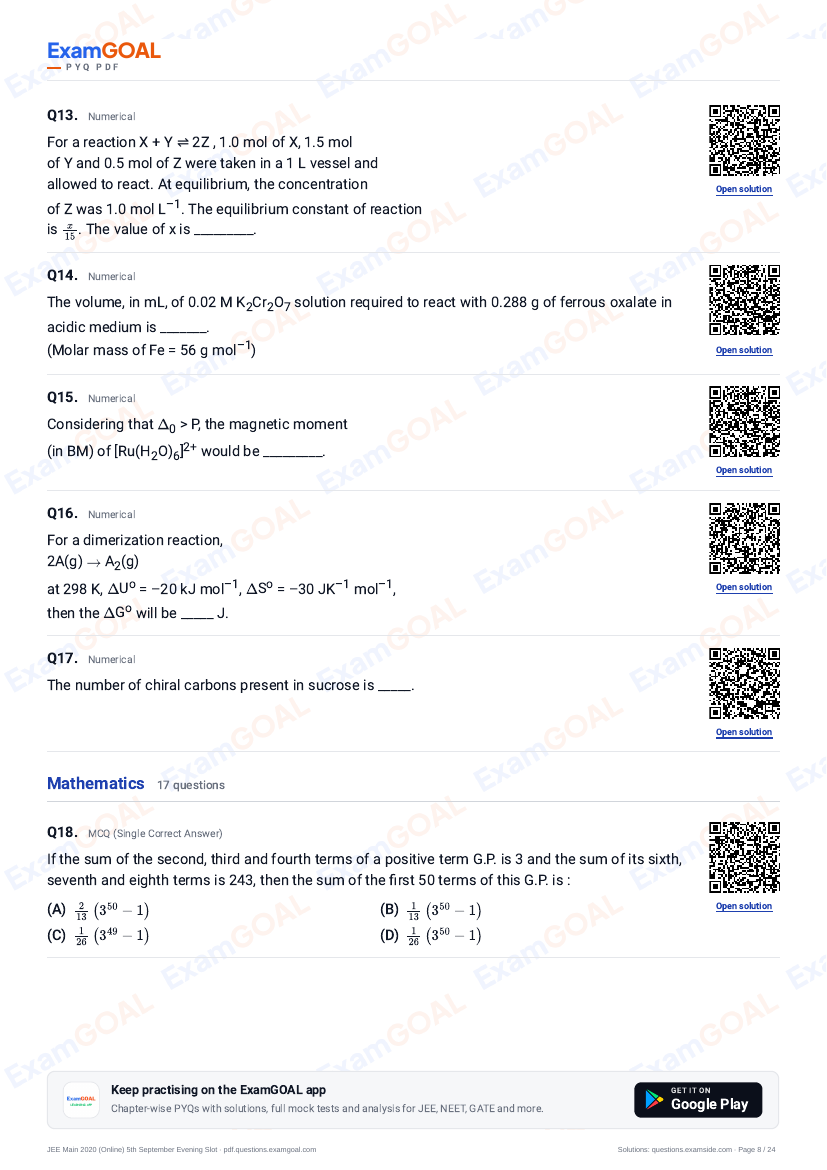 ExamGOAL
PYQ PDF
Q13. Numerical
For a reaction X + Y ⇌ 2Z , 1.0 mol of X, 1.5 mol
of Y and 0.5 mol of Z were taken in a 1 L vessel and
allowed to react. At equilibrium, the concentration
of Z was 1.0 mol L⁻¹. The equilibrium constant of reaction
is x/15. The value of x is _________.
Open solution
Q14. Numerical
The volume, in mL, of 0.02 M K₂Cr₂O₇ solution required to react with 0.288 g of ferrous oxalate in
acidic medium is _______.
(Molar mass of Fe = 56 g mol⁻¹)
Open solution
Q15. Numerical
Considering that Δ₀ > P, the magnetic moment
(in BM) of [Ru(H₂O)₆]²⁺ would be _________.
Open solution
Q16. Numerical
For a dimerization reaction,
2A(g) → A₂(g)
at 298 K, ΔUº = −20 kJ mol⁻¹, ΔSº = −30 JK⁻¹ mol⁻¹,
then the ΔGº will be _____ J.
Open solution
Q17. Numerical
The number of chiral carbons present in sucrose is _____.
Open solution
Mathematics 17 questions
Q18. MCQ (Single Correct Answer)
If the sum of the second, third and fourth terms of a positive term G.P. is 3 and the sum of its sixth,
seventh and eighth terms is 243, then the sum of the first 50 terms of this G.P. is :
(A) 2/13 (3⁵⁰ − 1) (B) 1/13 (3⁵⁰ − 1)
(C) 1/26 (3⁴⁹ − 1) (D) 1/26 (3⁵⁰ − 1)
Open solution
Keep practising on the ExamGOAL app
Chapter-wise PYQs with solutions, full mock tests and analysis for JEE, NEET, GATE and more.
GET IT ON
Google Play
JEE Main 2020 (Online) 5th September Evening Slot · pdf.questions.examgoal.com
Solutions: questions.examside.com · Page 8 / 24